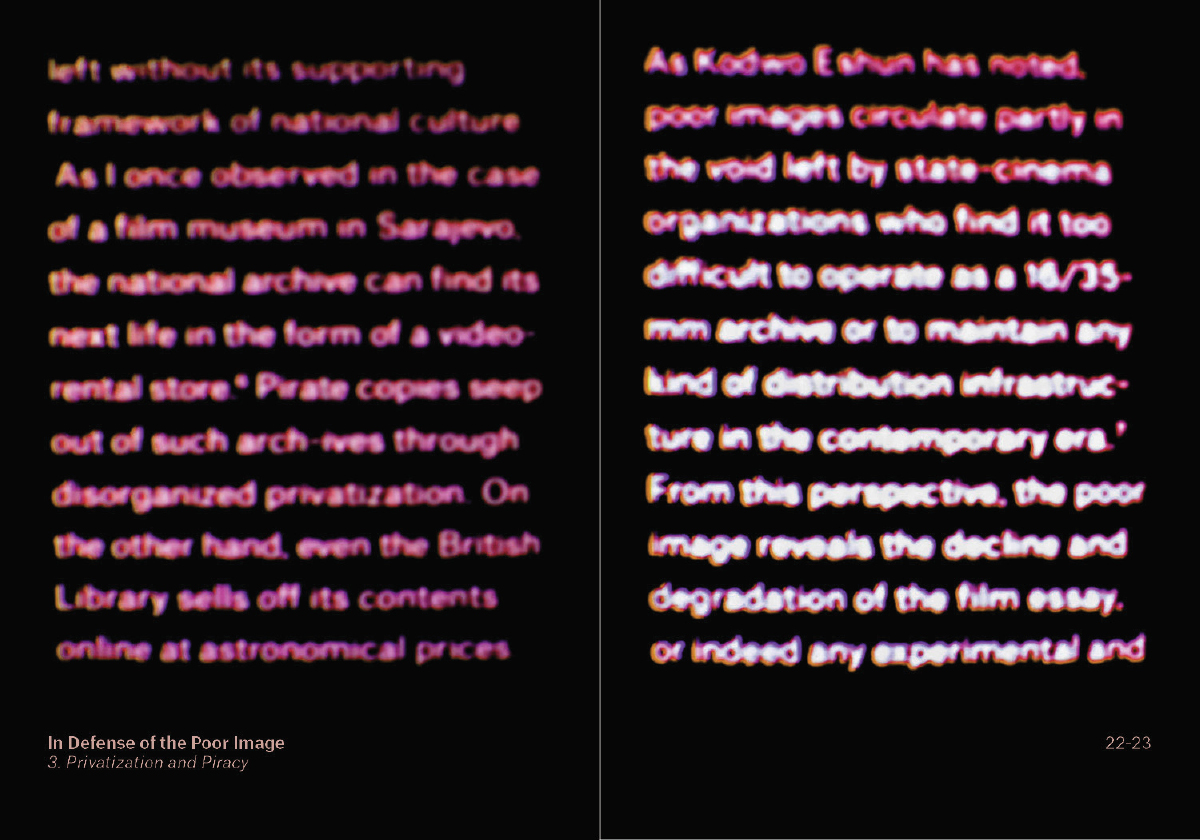 left without its supporting
framework of national culture
As I once observed in the case
of a film museum in Sarajevo,
the national archive can find its
next life in the form of a video-
rental store.⁸ Pirate copies seep
out of such arch-ives through
disorganized privatization. On
the other hand, even the British
Library sells off its contents
online at astronomical prices
As Kodwo Eshun has noted,
poor images circulate partly in
the void left by state-cinema
organizations who find it too
difficult to operate as a 16/35-
mm archive or to maintain any
kind of distribution infrastruc-
ture in the contemporary era.⁹
From this perspective, the poor
image reveals the decline and
degradation of the film essay,
or indeed any experimental and
In Defense of the Poor Image
3. Privatization and Piracy
22-23